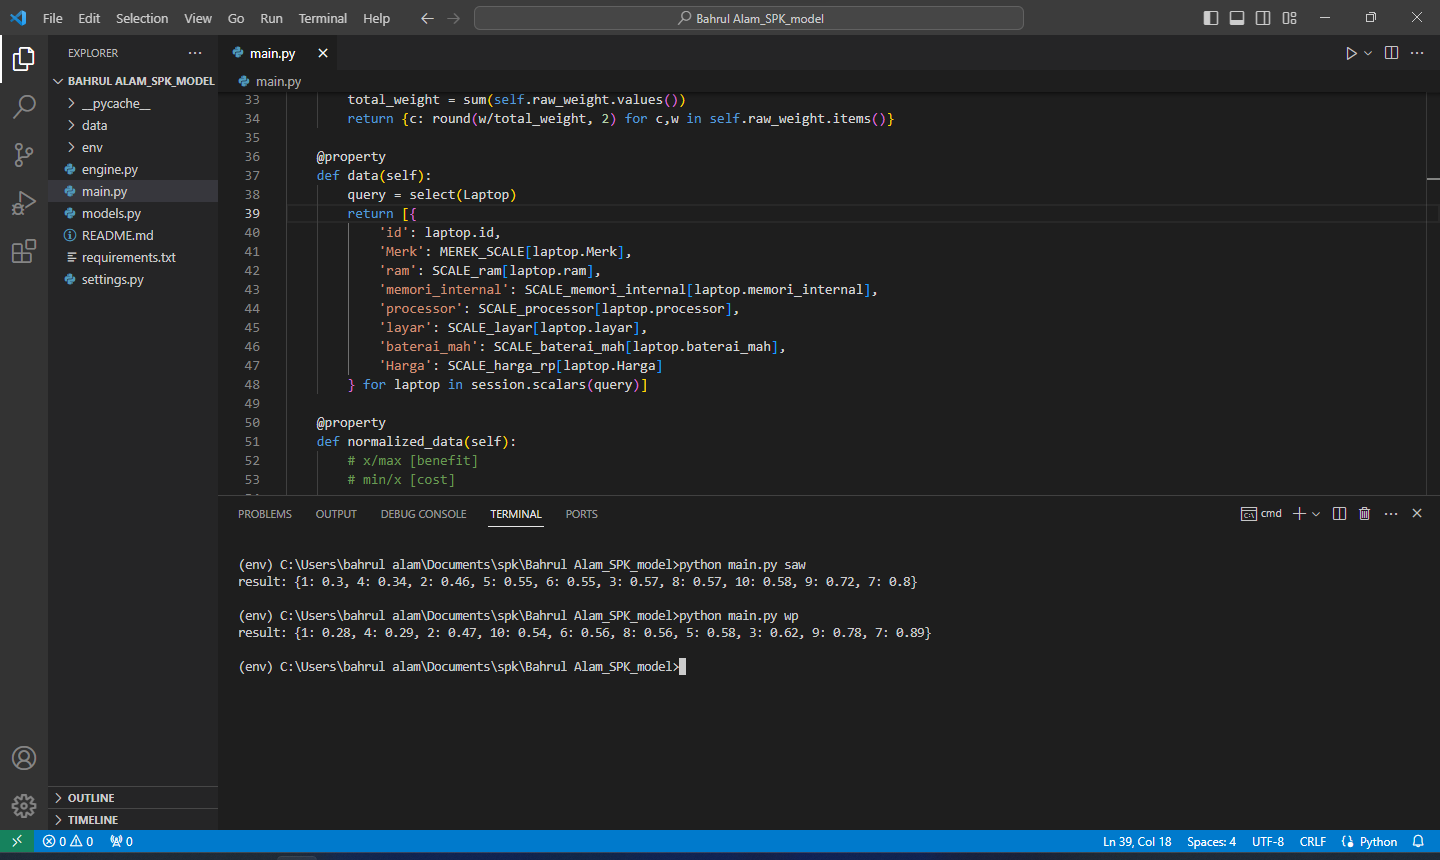 File Edit Selection View Go Run Terminal Help
Bahrul Alam_SPK_model
EXPLORER
BAHRUL ALAM_SPK_MODEL
__pycache__
data
env
engine.py
main.py
models.py
README.md
requirements.txt
settings.py
OUTLINE
TIMELINE
main.py
main.py
33 total_weight = sum(self.raw_weight.values())
34 return {c: round(w/total_weight, 2) for c,w in self.raw_weight.items()}
35
36 @property
37 def data(self):
38 query = select(Laptop)
39 return [{
40 'id': laptop.id,
41 'Merk': MEREK_SCALE[laptop.Merk],
42 'ram': SCALE_ram[laptop.ram],
43 'memori_internal': SCALE_memori_internal[laptop.memori_internal],
44 'processor': SCALE_processor[laptop.processor],
45 'layar': SCALE_layar[laptop.layar],
46 'baterai_mah': SCALE_baterai_mah[laptop.baterai_mah],
47 'Harga': SCALE_harga_rp[laptop.Harga]
48 } for laptop in session.scalars(query)]
49
50 @property
51 def normalized_data(self):
52 # x/max [benefit]
53 # min/x [cost]
PROBLEMS OUTPUT DEBUG CONSOLE TERMINAL PORTS
cmd
(env) C:\Users\bahrul alam\Documents\spk\Bahrul Alam_SPK_model>python main.py saw
result: {1: 0.3, 4: 0.34, 2: 0.46, 5: 0.55, 6: 0.55, 3: 0.57, 8: 0.57, 10: 0.58, 9: 0.72, 7: 0.8}
(env) C:\Users\bahrul alam\Documents\spk\Bahrul Alam_SPK_model>python main.py wp
result: {1: 0.28, 4: 0.29, 2: 0.47, 10: 0.54, 6: 0.56, 8: 0.56, 5: 0.58, 3: 0.62, 9: 0.78, 7: 0.89}
(env) C:\Users\bahrul alam\Documents\spk\Bahrul Alam_SPK_model>
0 0 0 Ln 39, Col 18 Spaces: 4 UTF-8 CRLF Python